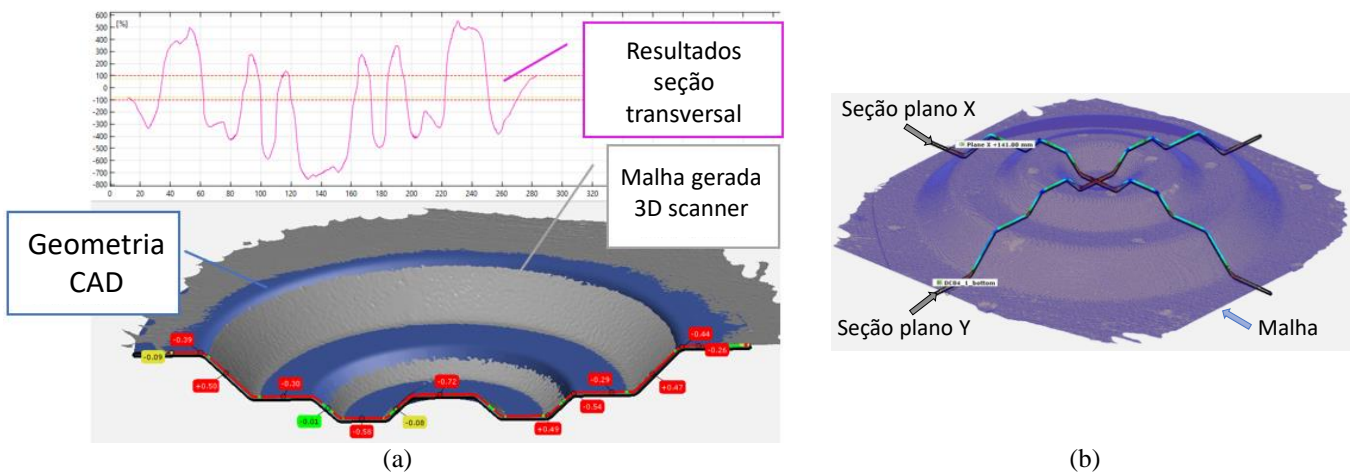 600
[%]
500
400
300
200
100
0
-100
-200
-300
-400
-500
-600
-700
-800
0 20 40 60 80 100 120 140 160 180 200 220 240 260 280 300 320
Resultados
seção
transversal
Malha gerada
3D scanner
Geometria
CAD
-0.39
-0.09
+0.50
-0.30
-0.01
-0.58
-0.08
-0.72
+0.49
-0.54
-0.29
+0.47
-0.44
-0.26
(a)
Seção plano X
Plane X +141.00 mm
DC04_1_bottom
Seção plano Y
Malha
(b)